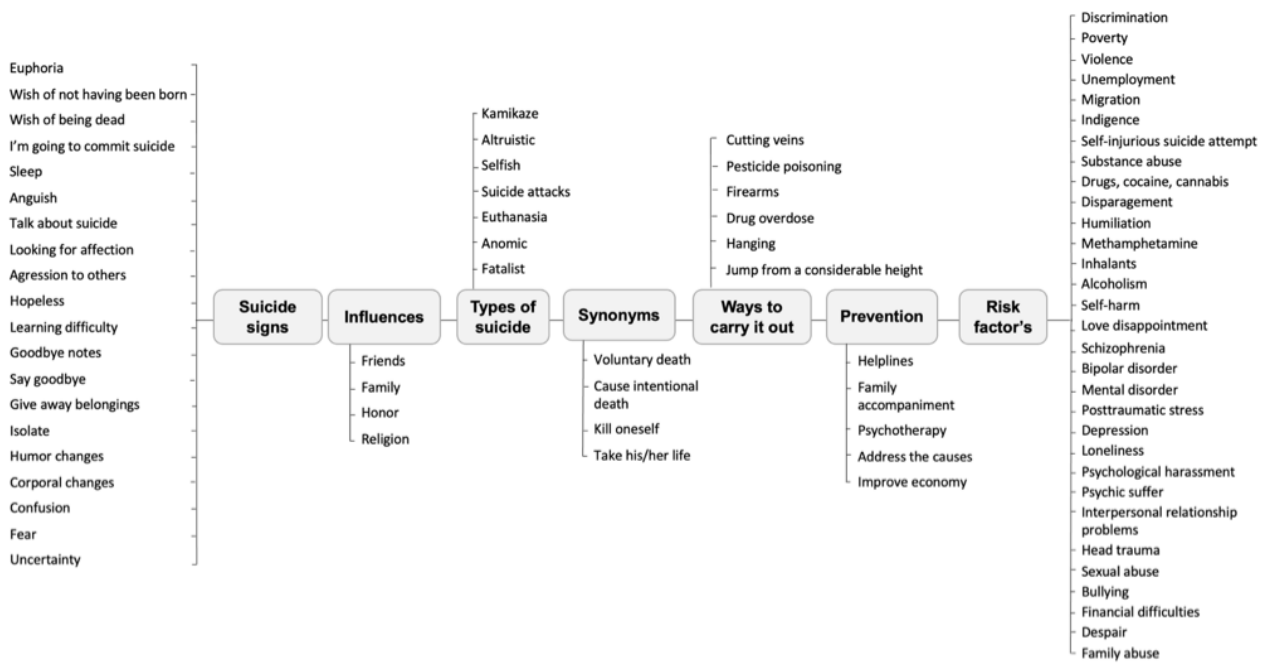 Euphoria
Wish of not having been born
Wish of being dead
I'm going to commit suicide
Sleep
Anguish
Talk about suicide
Looking for affection
Agression to others
Hopeless
Learning difficulty
Goodbye notes
Say goodbye
Give away belongings
Isolate
Humor changes
Corporal changes
Confusion
Fear
Uncertainty
Suicide
signs
Influences
Friends
Family
Honor
Religion
Kamikaze
Altruistic
Selfish
Suicide attacks
Euthanasia
Anomic
Fatalist
Types of
suicide
Synonyms
Voluntary death
Cause intentional
death
Kill oneself
Take his/her life
Cutting veins
Pesticide poisoning
Firearms
Drug overdose
Hanging
Jump from a considerable height
Ways to
carry it out
Prevention
Helplines
Family
accompaniment
Psychotherapy
Address the causes
Improve economy
Risk
factor's
Discrimination
Poverty
Violence
Unemployment
Migration
Indigence
Self-injurious suicide attempt
Substance abuse
Drugs, cocaine, cannabis
Disparagement
Humiliation
Methamphetamine
Inhalants
Alcoholism
Self-harm
Love disappointment
Schizophrenia
Bipolar disorder
Mental disorder
Posttraumatic stress
Depression
Loneliness
Psychological harassment
Psychic suffer
Interpersonal relationship
problems
Head trauma
Sexual abuse
Bullying
Financial difficulties
Despair
Family abuse